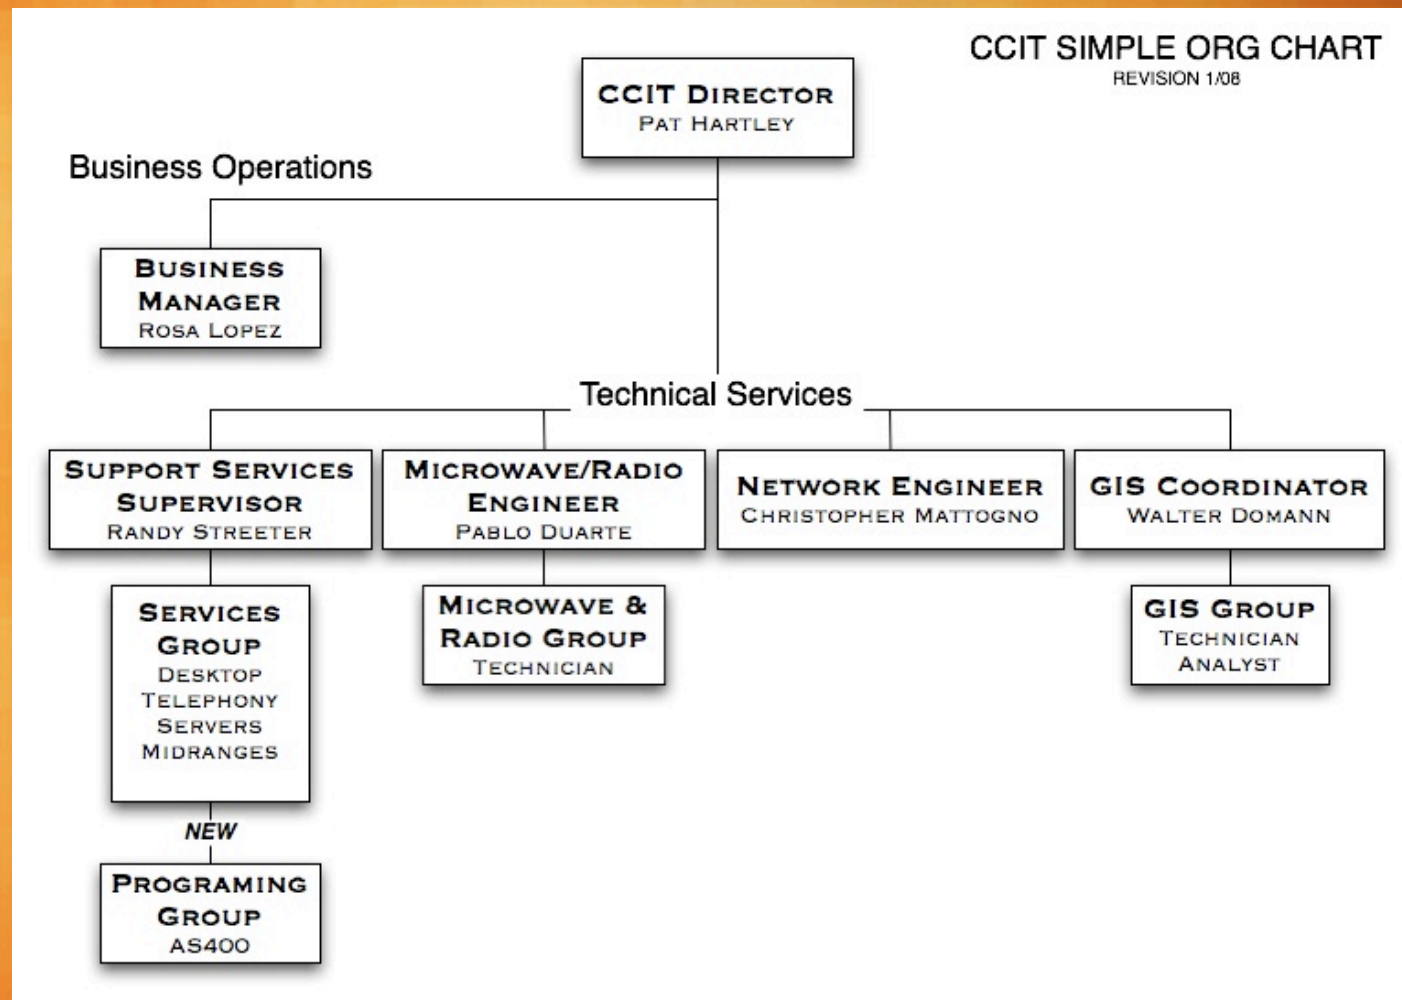 CCIT SIMPLE ORG CHART
REVISION 1/08
CCIT DIRECTOR
PAT HARTLEY
Business Operations
BUSINESS
MANAGER
ROSA LOPEZ
Technical Services
SUPPORT SERVICES
SUPERVISOR
RANDY STREETER
MICROWAVE/RADIO
ENGINEER
PABLO DUARTE
NETWORK ENGINEER
CHRISTOPHER MATTOGNO
GIS COORDINATOR
WALTER DOMANN
SERVICES
GROUP
DESKTOP
TELEPHONY
SERVERS
MIDRANGES
MICROWAVE &
RADIO GROUP
TECHNICIAN
GIS GROUP
TECHNICIAN
ANALYST
NEW
PROGRAMING
GROUP
AS400